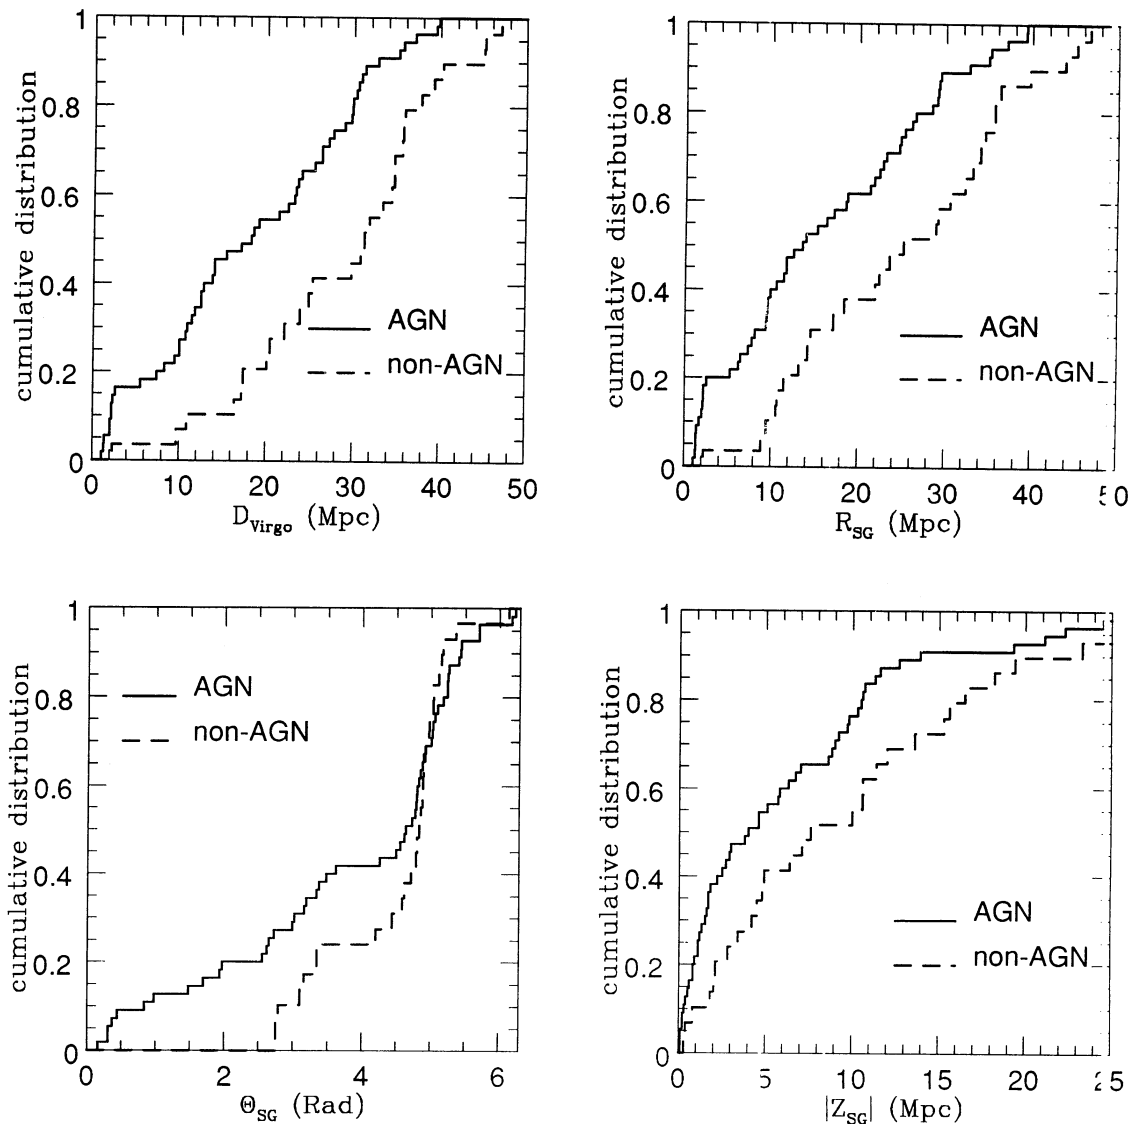 cumulative distribution
1
0.8
0.6
0.4
0.2
0
AGN
non-AGN
0 10 20 30 40 50
D_Virgo (Mpc)
cumulative distribution
1
0.8
0.6
0.4
0.2
0
AGN
non-AGN
0 10 20 30 40 50
R_SG (Mpc)
cumulative distribution
1
0.8
0.6
0.4
0.2
0
AGN
non-AGN
0 2 4 6
Θ_SG (Rad)
cumulative distribution
1
0.8
0.6
0.4
0.2
0
AGN
non-AGN
0 5 10 15 20 25
|Z_SG| (Mpc)